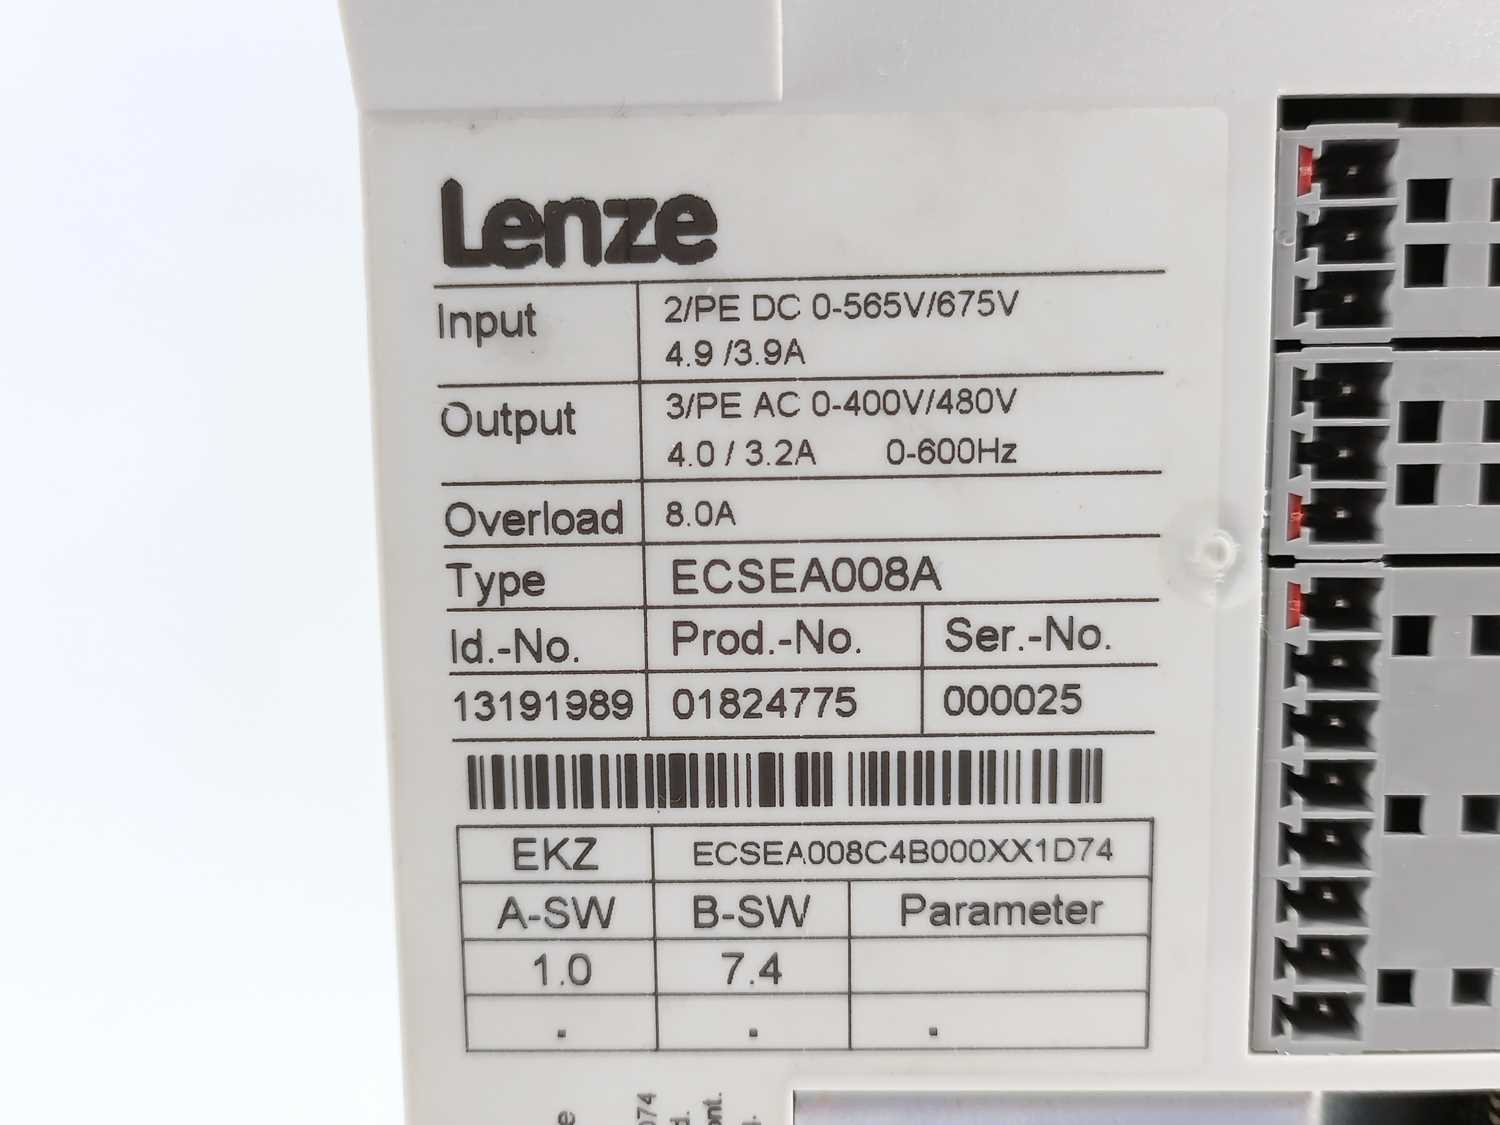 Lenze
Input 2/PE DC 0-565V/675V
4.9 /3.9A
Output 3/PE AC 0-400V/480V
4.0 / 3.2A 0-600Hz
Overload 8.0A
Type ECSEA008A
Id.-No. Prod.-No. Ser.-No.
13191989 01824775 000025
EKZ ECSEA008C4B000XX1D74
A-SW B-SW Parameter
1.0 7.4
. . .